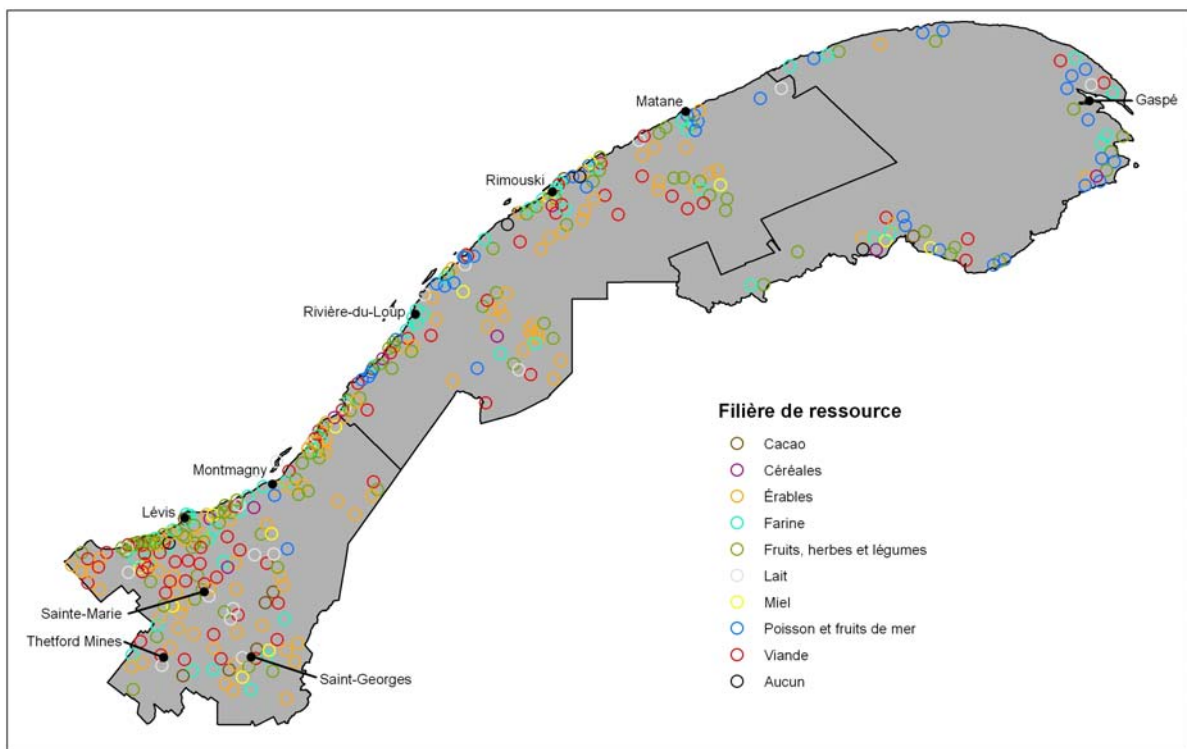 Matane
Gaspé
Rimouski
Rivière-du-Loup
Montmagny
Lévis
Sainte-Marie
Thetford Mines
Saint-Georges
Filière de ressource
Cacao
Céréales
Érables
Farine
Fruits, herbes et légumes
Lait
Miel
Poisson et fruits de mer
Viande
Aucun